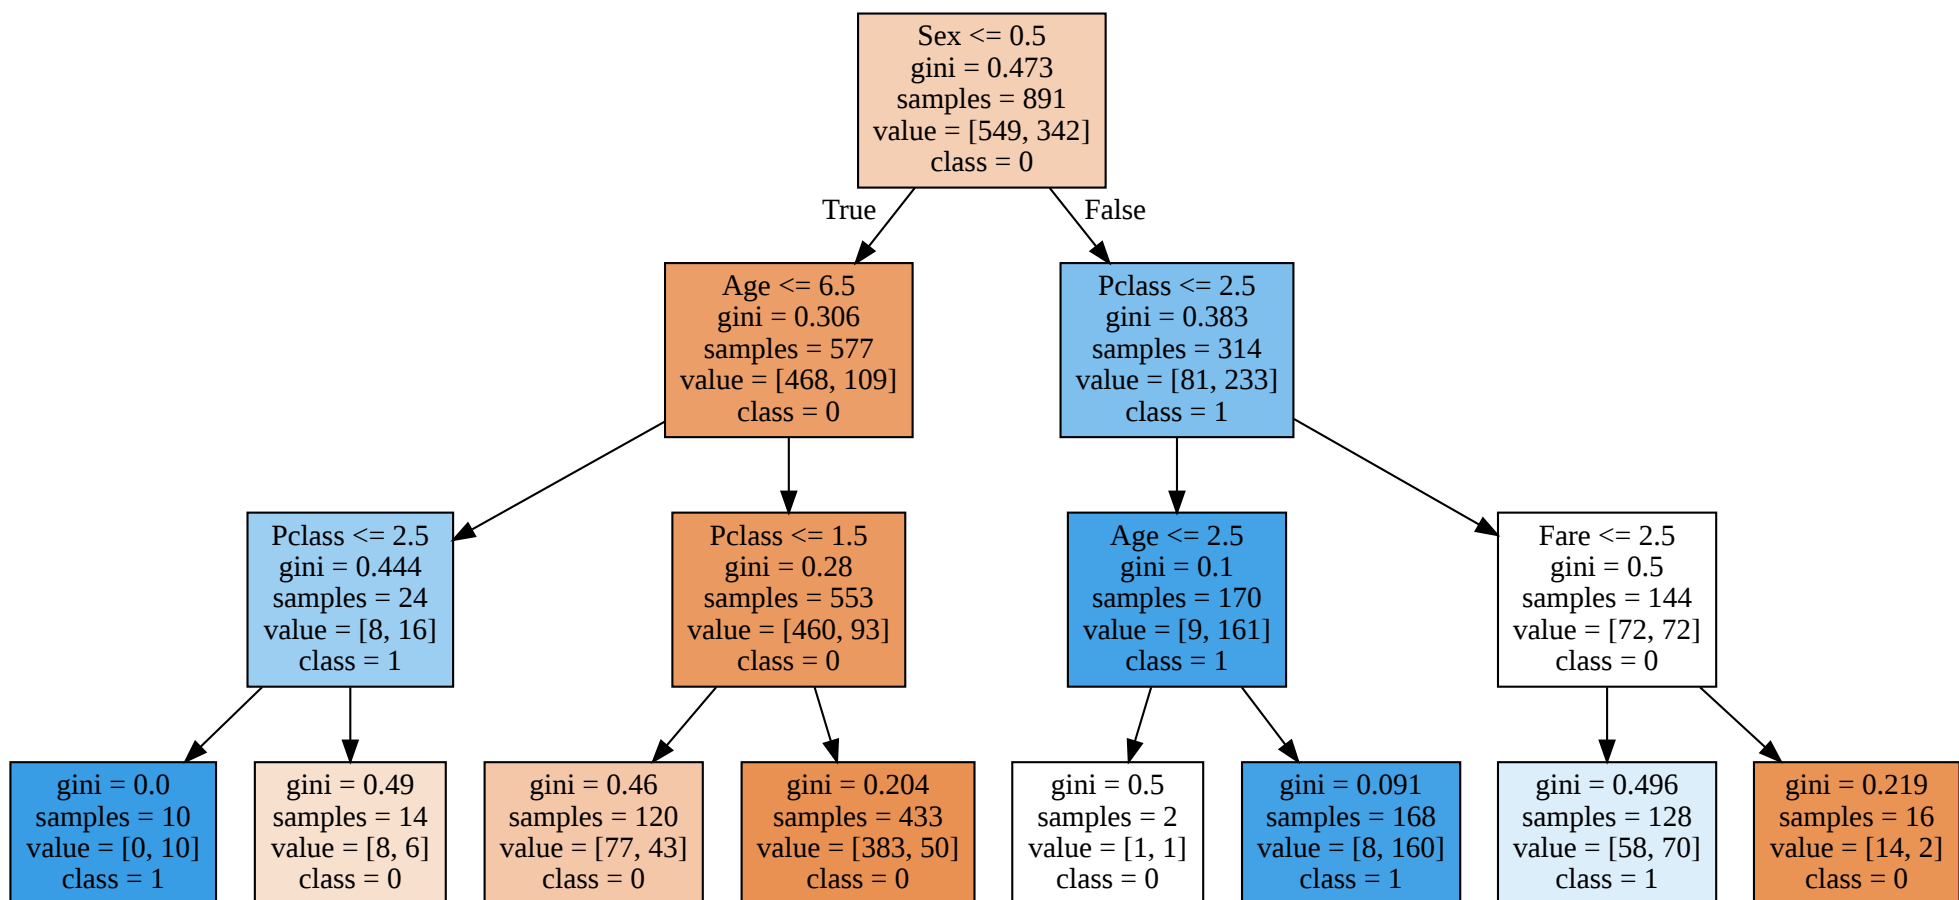 Sex <= 0.5
gini = 0.473
samples = 891
value = [549, 342]
class = 0
True
False
Age <= 6.5
gini = 0.306
samples = 577
value = [468, 109]
class = 0
Pclass <= 2.5
gini = 0.383
samples = 314
value = [81, 233]
class = 1
Pclass <= 2.5
gini = 0.444
samples = 24
value = [8, 16]
class = 1
Pclass <= 1.5
gini = 0.28
samples = 553
value = [460, 93]
class = 0
Age <= 2.5
gini = 0.1
samples = 170
value = [9, 161]
class = 1
Fare <= 2.5
gini = 0.5
samples = 144
value = [72, 72]
class = 0
gini = 0.0
samples = 10
value = [0, 10]
class = 1
gini = 0.49
samples = 14
value = [8, 6]
class = 0
gini = 0.46
samples = 120
value = [77, 43]
class = 0
gini = 0.204
samples = 433
value = [383, 50]
class = 0
gini = 0.5
samples = 2
value = [1, 1]
class = 0
gini = 0.091
samples = 168
value = [8, 160]
class = 1
gini = 0.496
samples = 128
value = [58, 70]
class = 1
gini = 0.219
samples = 16
value = [14, 2]
class = 0